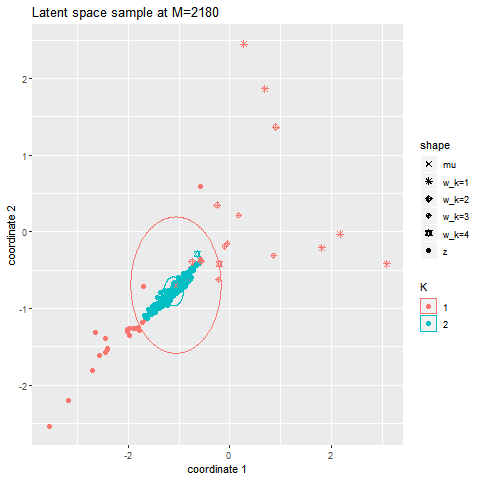 Latent space sample at M=2180
coordinate 2
2
1
0
-1
-2
-2
0
2
coordinate 1
shape
mu
w_k=1
w_k=2
w_k=3
w_k=4
z
K
1
2